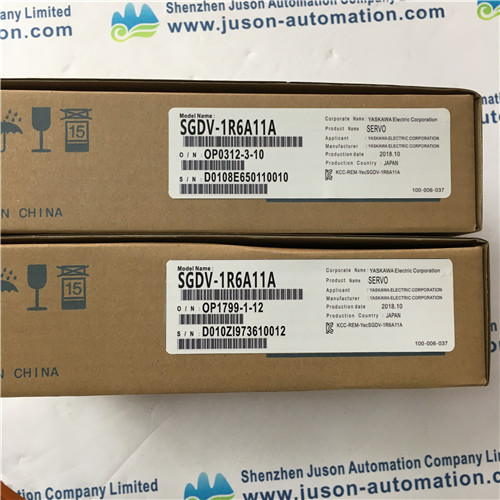 Shenzhen Juson Automation Company Limited
http://www.juson-automation.com/
Model Name :
SGDV-1R6A11A
O / N OP0312-3-10
S / N D0108E650110010
Corporate Name : YASKAWA Electric Corporation
Product Name : SERVO
Applicant : YASKAWA ELECTRIC CORPORATION
Manufacturer : YASKAWA ELECTRIC CORPORATION
Production date : 2018.10
Production Country : JAPAN
KCC-REM-YecSGDV-1R6A11A
100-006-037
15
N CHINA
Model Name :
SGDV-1R6A11A
O / N : OP1799-1-12
S / N : D010ZI973610012
Corporate Name : YASKAWA Electric Corporation
Product Name : SERVO
Applicant : YASKAWA ELECTRIC CORPORATION
Manufacturer : YASKAWA ELECTRIC CORPORATION
Production date : 2018.10
Production Country : JAPAN
KCC-REM-YecSGDV-1R6A11A
100-006-037
15
IN CHINA
Shenzhen Juson Automation Company Limited
http://www.juson-automation.com/